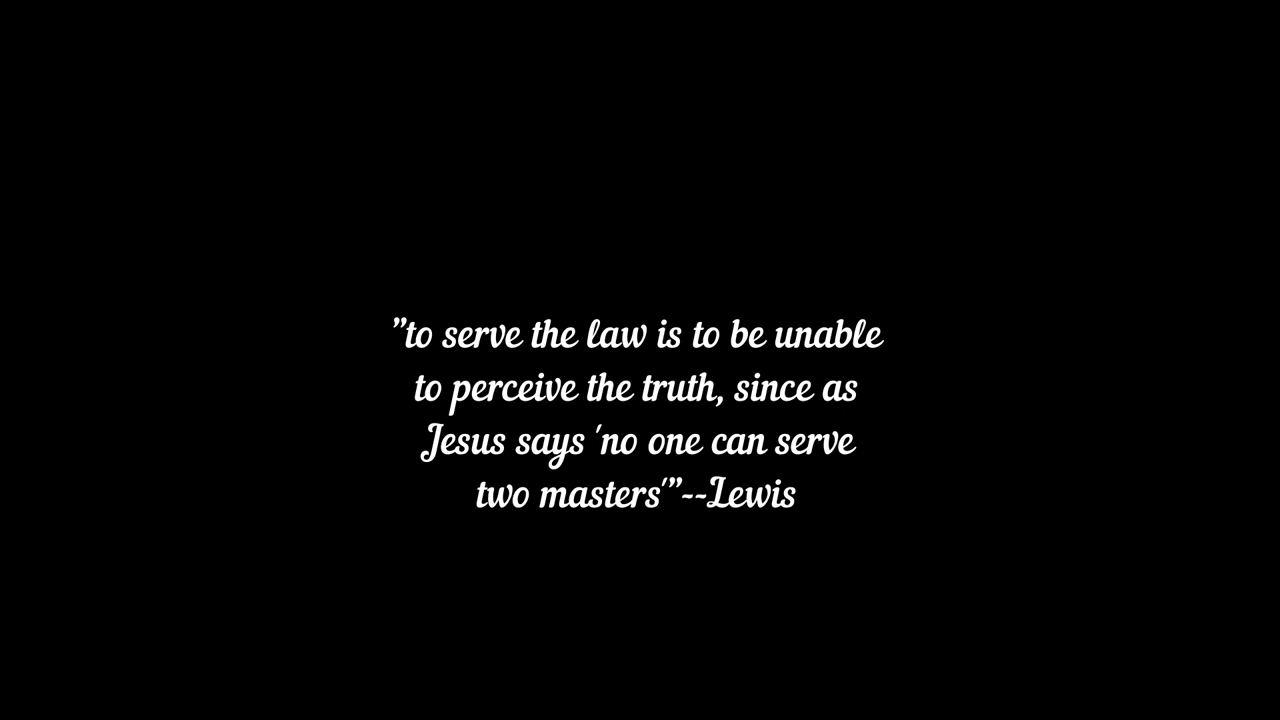 "to serve the law is to be unable
to perceive the truth, since as
Jesus says 'no one can serve
two masters'"--Lewis